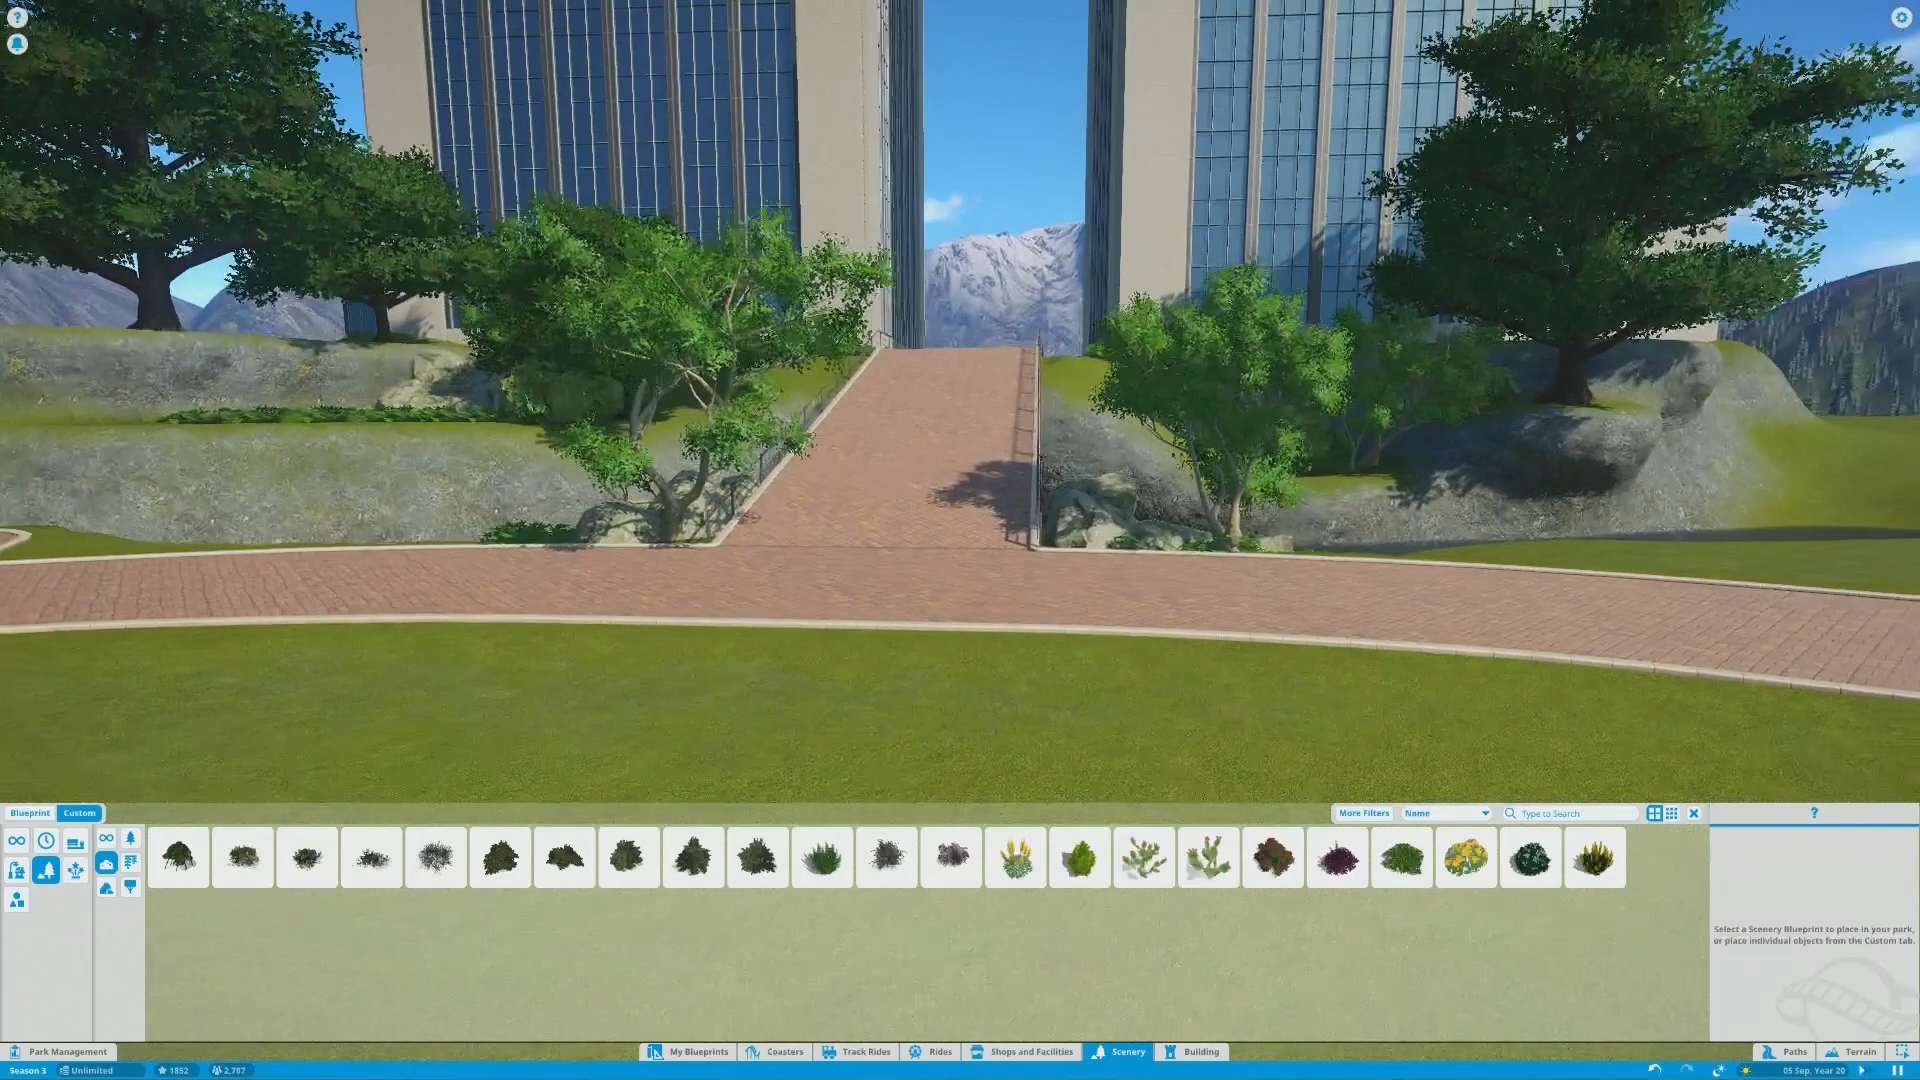 ?
Blueprint Custom
More Filters Name Type to Search
?
Select a Scenery Blueprint to place in your park,
or place individual objects from the Custom tab.
Park Management My Blueprints Coasters Track Rides Rides Shops and Facilities Scenery Building Paths Terrain
Season 3 Unlimited 1852 2,787 05 Sep, Year 20